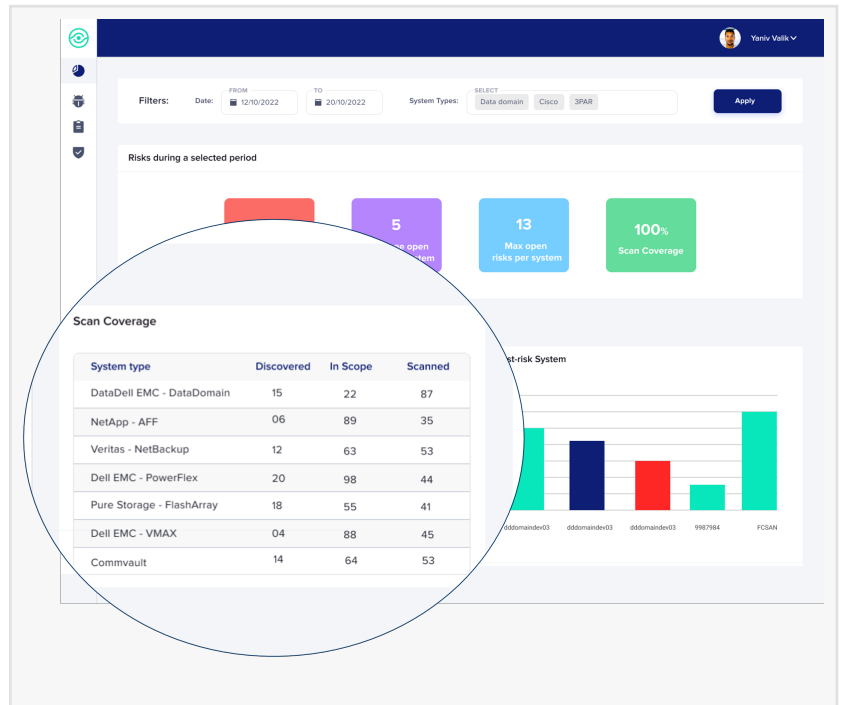 Yaniv Valik
Filters:
Date:
FROM
12/10/2022
TO
20/10/2022
System Types:
SELECT
Data domain Cisco 3PAR
Apply
Risks during a selected period
5
open
13
Max open
risks per system
100%
Scan Coverage
Scan Coverage
System type Discovered In Scope Scanned
DataDell EMC - DataDomain 15 22 87
NetApp - AFF 06 89 35
Veritas - NetBackup 12 63 53
Dell EMC - PowerFlex 20 98 44
Pure Storage - FlashArray 18 55 41
Dell EMC - VMAX 04 88 45
Commvault 14 64 53
st-risk System
dddomaindev03 dddomaindev03 dddomaindev03 9987984 FCSAN